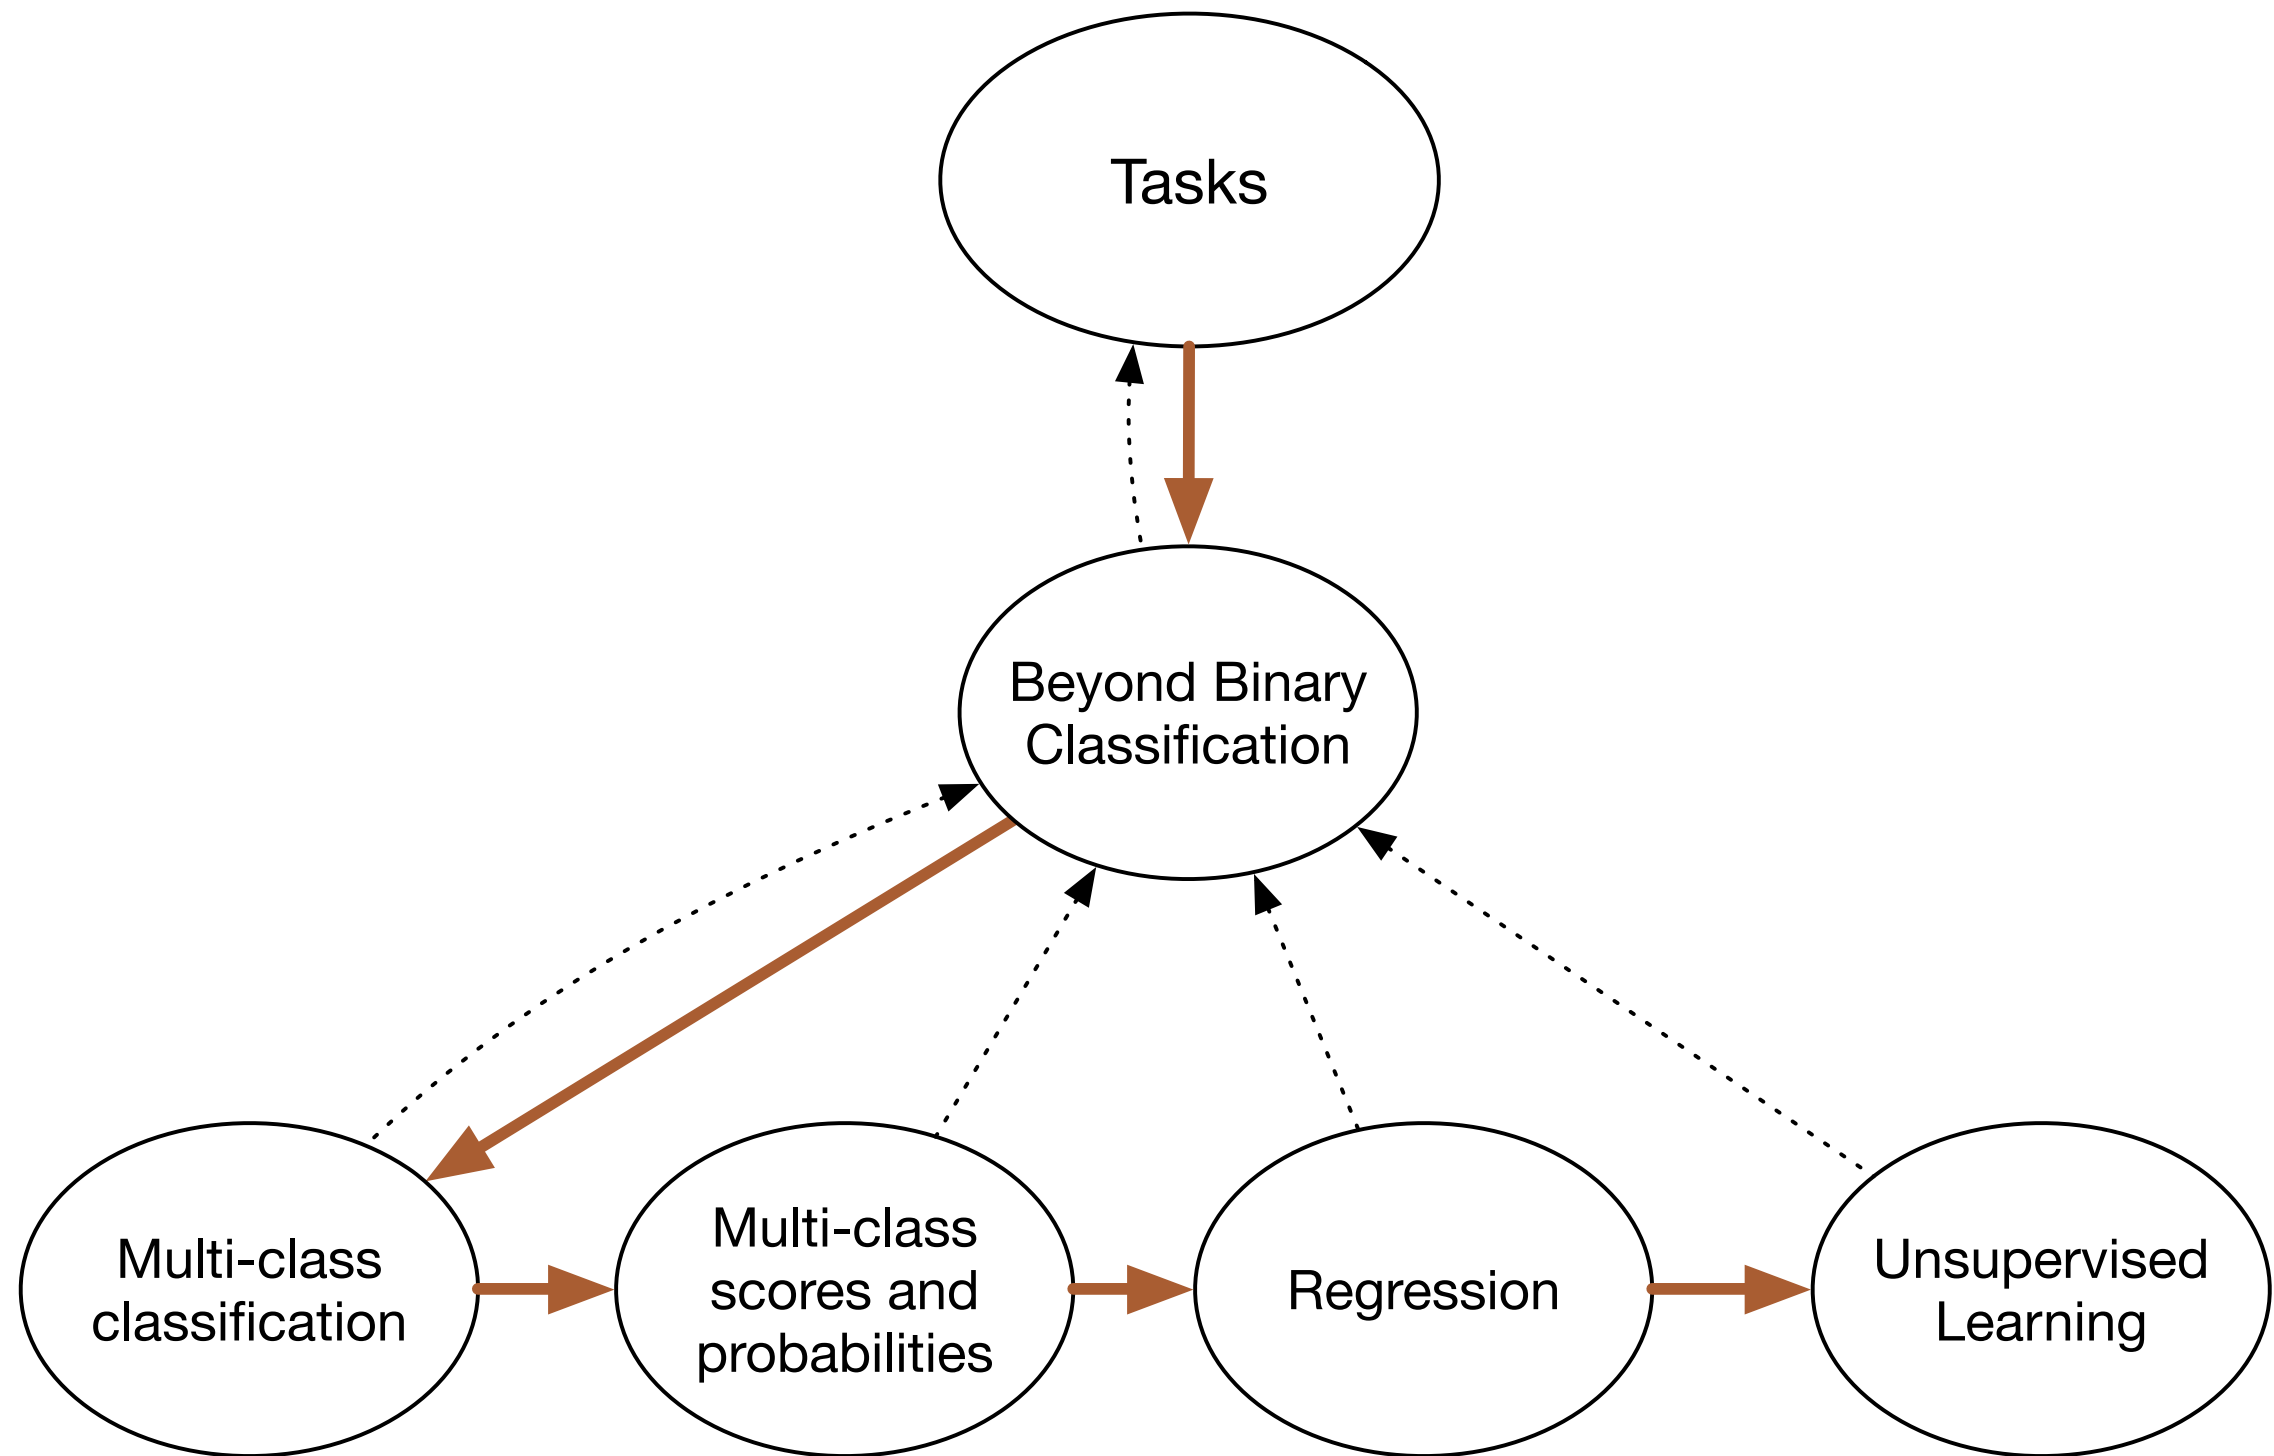 Tasks
Beyond Binary
Classification
Multi-class
classification
Multi-class
scores and
probabilities
Regression
Unsupervised
Learning